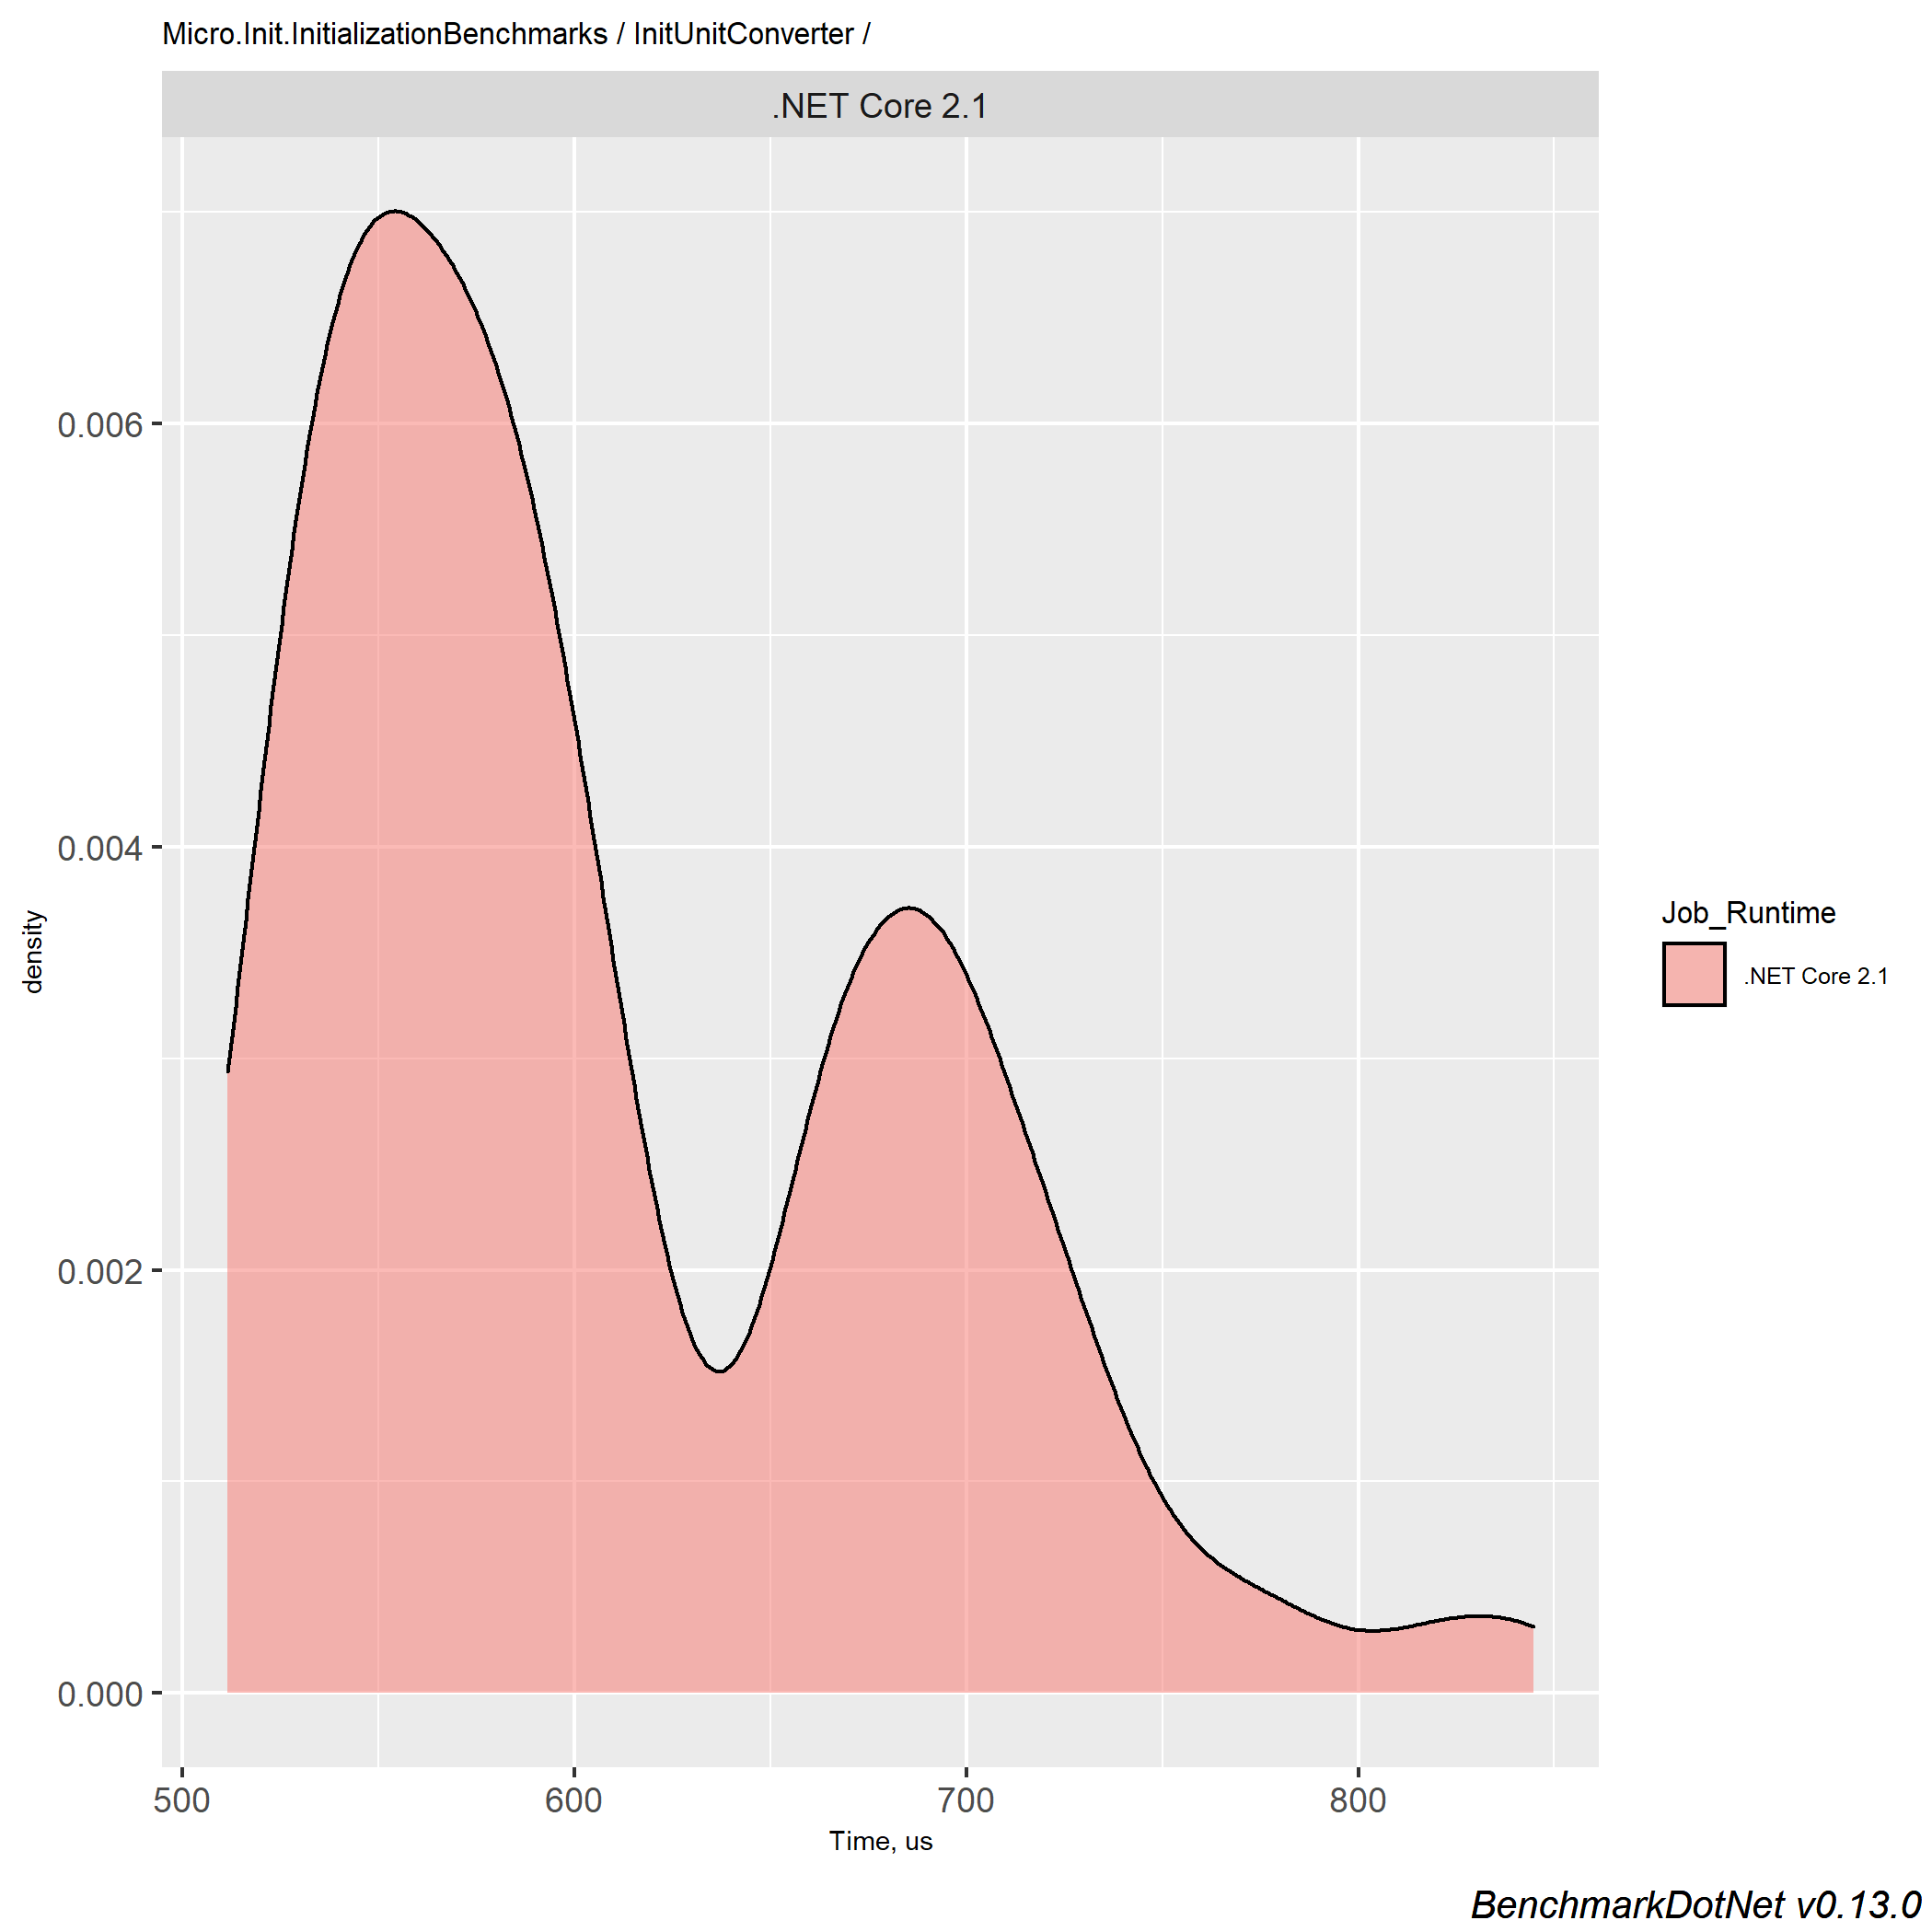 Micro.Init.InitializationBenchmarks / InitUnitConverter /
.NET Core 2.1
0.006
0.004
0.002
0.000
density
500 600 700 800
Time, us
Job_Runtime
.NET Core 2.1
BenchmarkDotNet v0.13.0